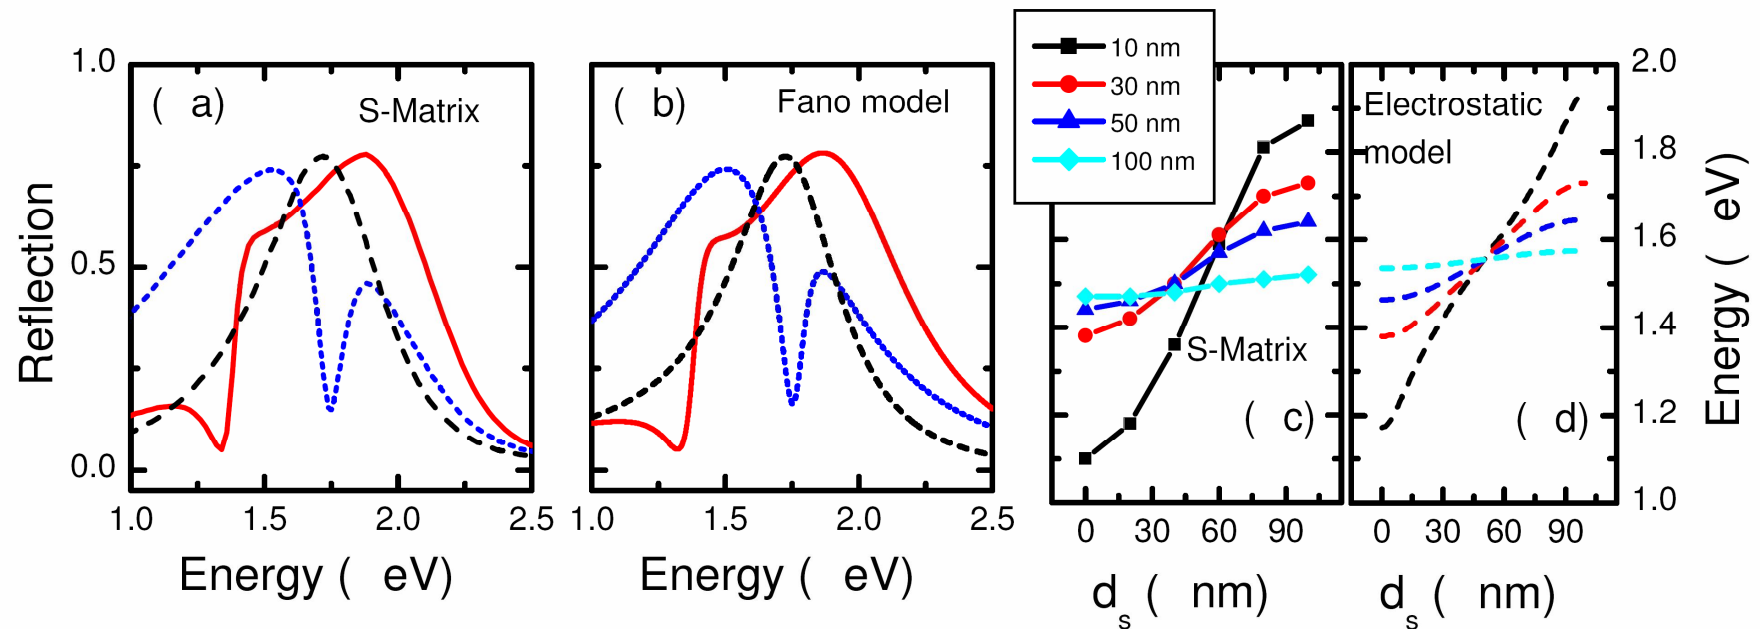 1.0
0.5
0.0
Reflection
( a)
S-Matrix
1.0 1.5 2.0 2.5
Energy ( eV)
( b)
Fano model
1.0 1.5 2.0 2.5
Energy ( eV)
10 nm
30 nm
50 nm
100 nm
S-Matrix
( c)
0 30 60 90
d_s ( nm)
Electrostatic
model
( d)
0 30 60 90
d_s ( nm)
2.0
1.8
1.6
1.4
1.2
1.0
Energy ( eV)